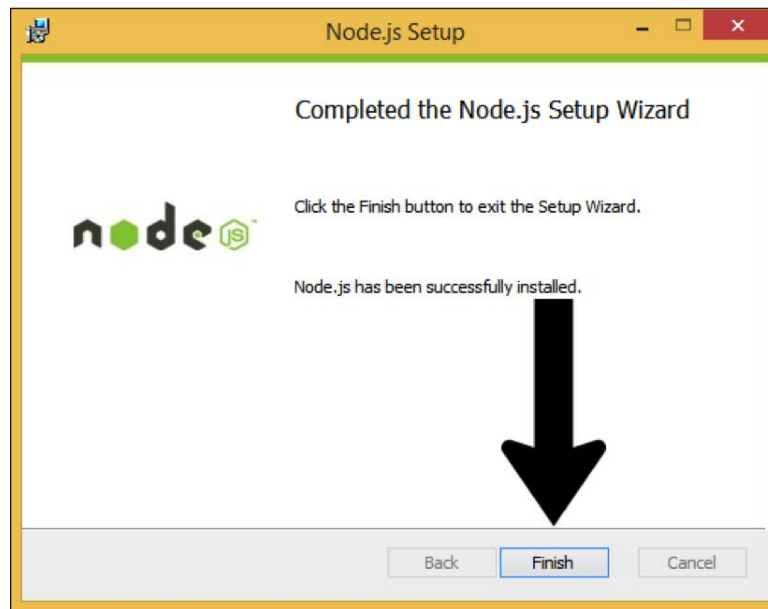 Node.js Setup
Completed the Node.js Setup Wizard
Click the Finish button to exit the Setup Wizard.
node JS
Node.js has been successfully installed.
Back Finish Cancel